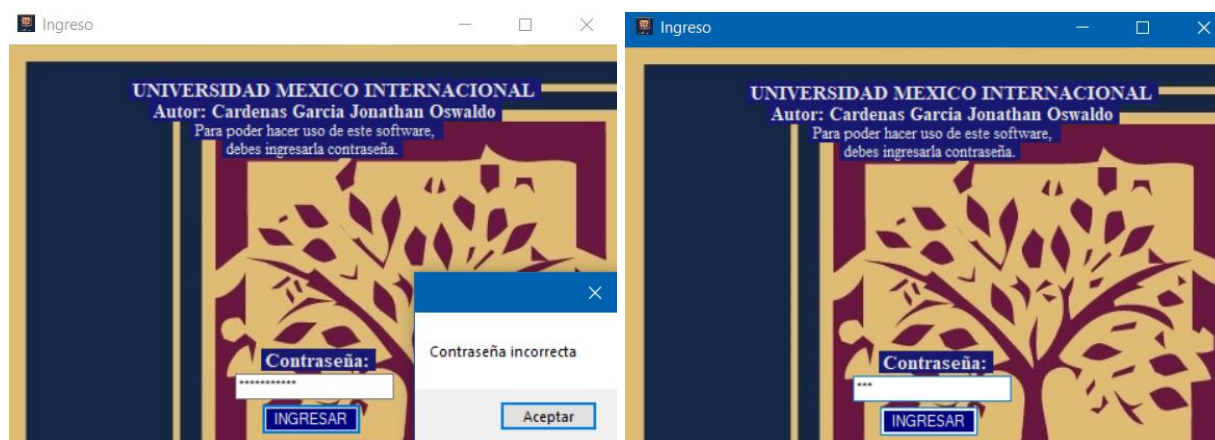 Ingreso
UNIVERSIDAD MEXICO INTERNACIONAL
Autor: Cardenas Garcia Jonathan Oswaldo
Para poder hacer uso de este software,
debes ingresarla contraseña.
Contraseña:
***********
INGRESAR
Contraseña incorrecta
Aceptar
Ingreso
UNIVERSIDAD MEXICO INTERNACIONAL
Autor: Cardenas Garcia Jonathan Oswaldo
Para poder hacer uso de este software,
debes ingresarla contraseña.
Contraseña:
***
INGRESAR